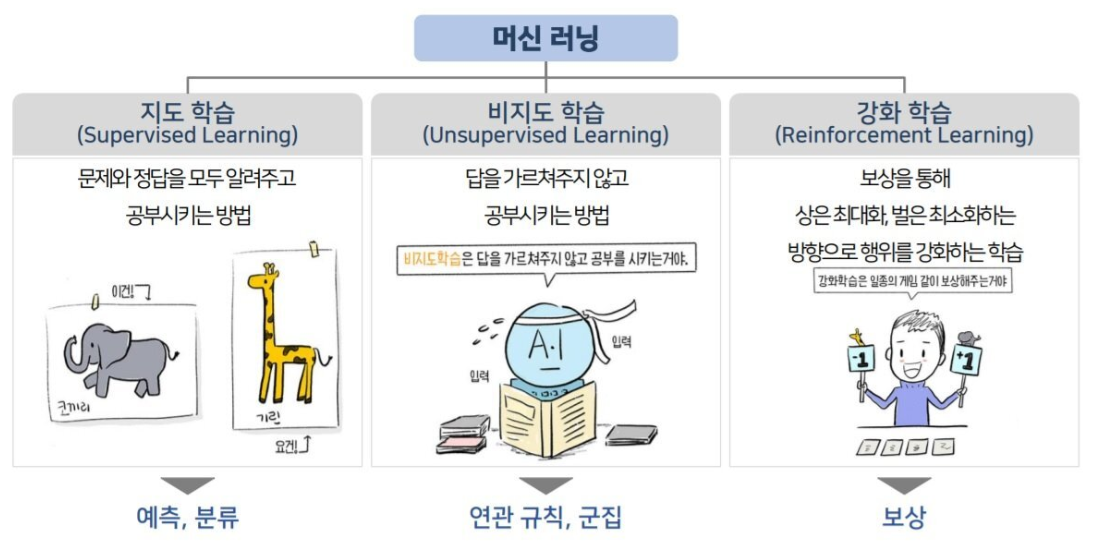 머신 러닝
지도 학습
(Supervised Learning)
문제와 정답을 모두 알려주고
공부시키는 방법
이건!
코끼리
기린
요건!
예측, 분류
비지도 학습
(Unsupervised Learning)
답을 가르쳐주지 않고
공부시키는 방법
비지도학습은 답을 가르쳐주지 않고 공부를 시키는거야.
A.I
입력
입력
연관 규칙, 군집
강화 학습
(Reinforcement Learning)
보상을 통해
상은 최대화, 벌은 최소화하는
방향으로 행위를 강화하는 학습
강화학습은 일종의 게임 같이 보상해주는거야
-1
+1
보상